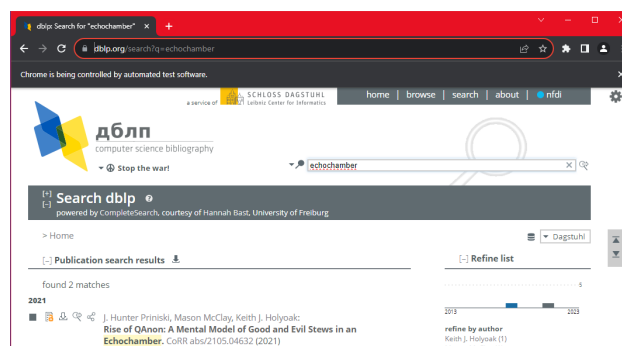 dblp: Search for "echochamber"
dblp.org/search?q=echochamber
Chrome is being controlled by automated test software.
a service of
SCHLOSS DAGSTUHL
Leibniz Center for Informatics
home | browse | search | about | nfdi
дблп
computer science bibliography
Stop the war!
echochamber
[+]
[–]
Search dblp
powered by CompleteSearch, courtesy of Hannah Bast, University of Freiburg
> Home
Dagstuhl
[–] Publication search results
[–] Refine list
found 2 matches
5
2021
2013
2023
J. Hunter Priniski, Mason McClay, Keith J. Holyoak:
Rise of QAnon: A Mental Model of Good and Evil Stews in an
Echochamber. CoRR abs/2105.04632 (2021)
refine by author
Keith J. Holyoak (1)